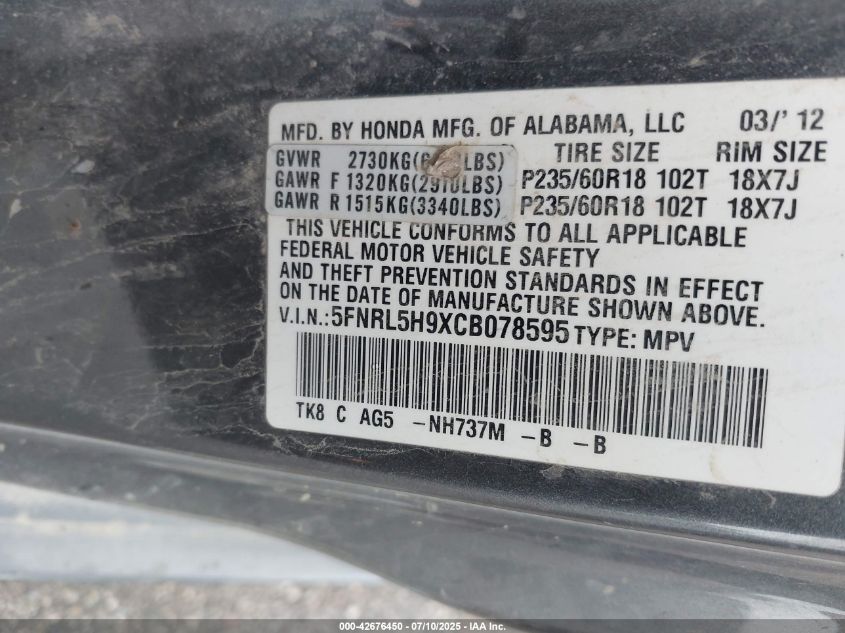 MFD. BY HONDA MFG. OF ALABAMA, LLC 03/'12
GVWR 2730KG( LBS) TIRE SIZE RIM SIZE
GAWR F 1320KG(2910LBS) P235/60R18 102T 18X7J
GAWR R 1515KG(3340LBS) P235/60R18 102T 18X7J
THIS VEHICLE CONFORMS TO ALL APPLICABLE
FEDERAL MOTOR VEHICLE SAFETY
AND THEFT PREVENTION STANDARDS IN EFFECT
ON THE DATE OF MANUFACTURE SHOWN ABOVE.
V.I.N.:5FNRL5H9XCB078595 TYPE: MPV
TK8 C AG5 -NH737M -B -B
000-42676450 - 07/10/2025 - IAA Inc.